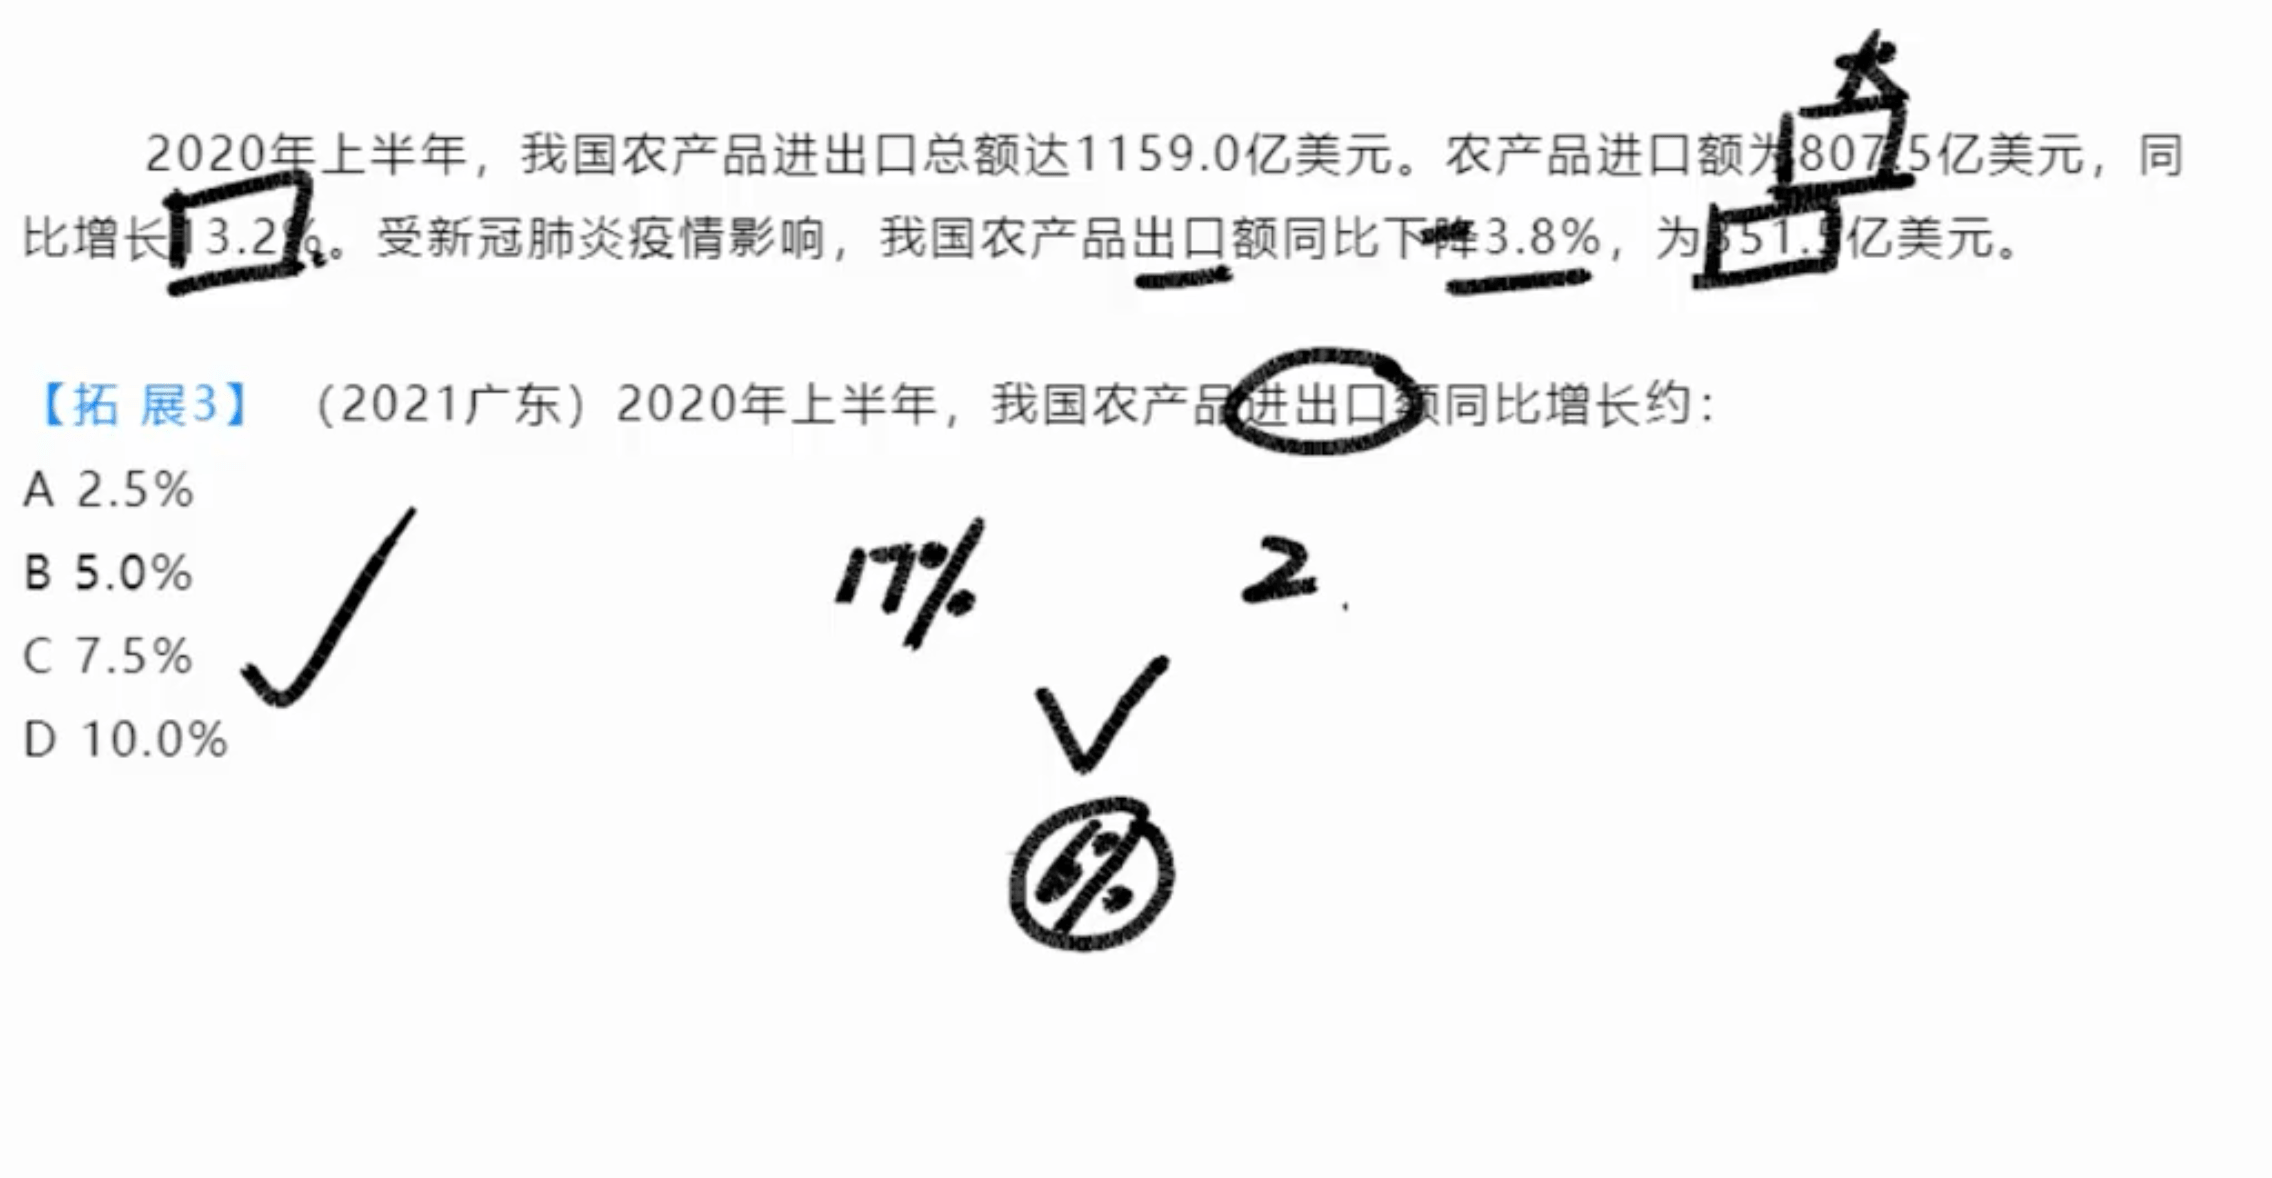 大
2020年上半年，我国农产品进出口总额达1159.0亿美元。农产品进口额为807.5亿美元，同
比增长13.2%。受新冠肺炎疫情影响，我国农产品出口额同比下降3.8%，为351.5亿美元。
【拓 展3】（2021广东）2020年上半年，我国农产品进出口额同比增长约：
A 2.5%
B 5.0%
C 7.5%
D 10.0%
17%
2